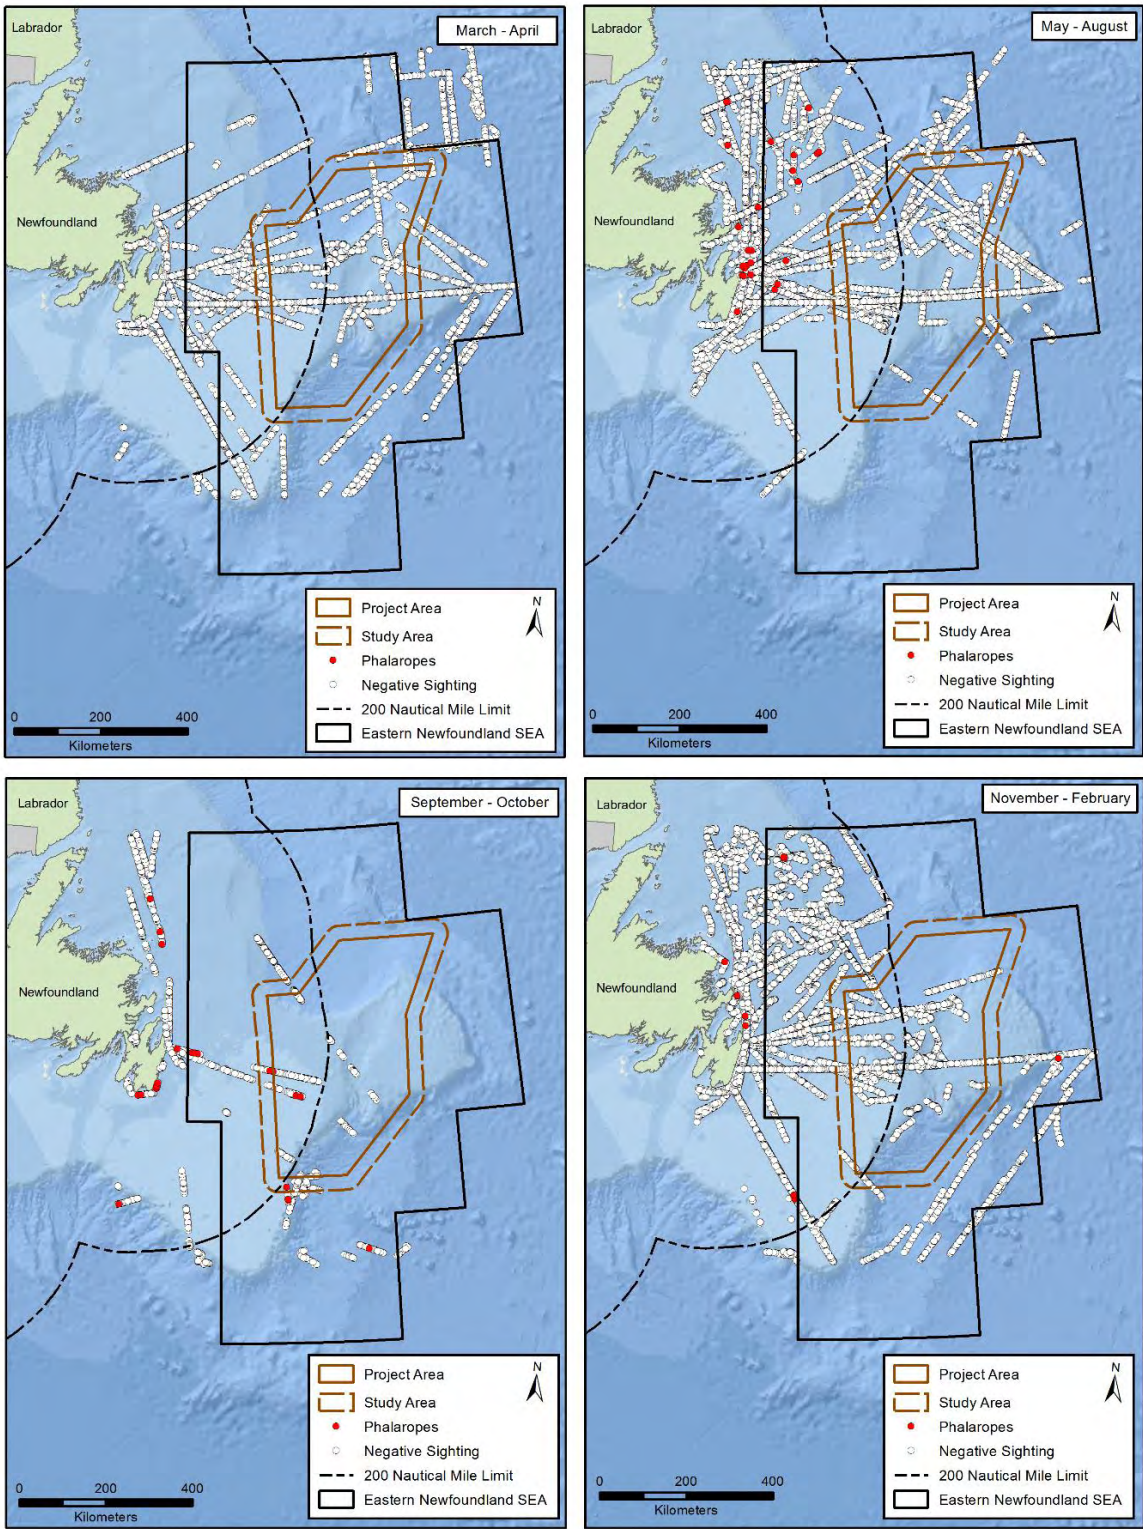 Labrador
March - April
Newfoundland
N
Project Area
Study Area
Phalaropes
Negative Sighting
200 Nautical Mile Limit
Eastern Newfoundland SEA
0 200 400
Kilometers
Labrador
May - August
Newfoundland
N
Project Area
Study Area
Phalaropes
Negative Sighting
200 Nautical Mile Limit
Eastern Newfoundland SEA
0 200 400
Kilometers
Labrador
September - October
Newfoundland
N
Project Area
Study Area
Phalaropes
Negative Sighting
200 Nautical Mile Limit
Eastern Newfoundland SEA
0 200 400
Kilometers
Labrador
November - February
Newfoundland
N
Project Area
Study Area
Phalaropes
Negative Sighting
200 Nautical Mile Limit
Eastern Newfoundland SEA
0 200 400
Kilometers